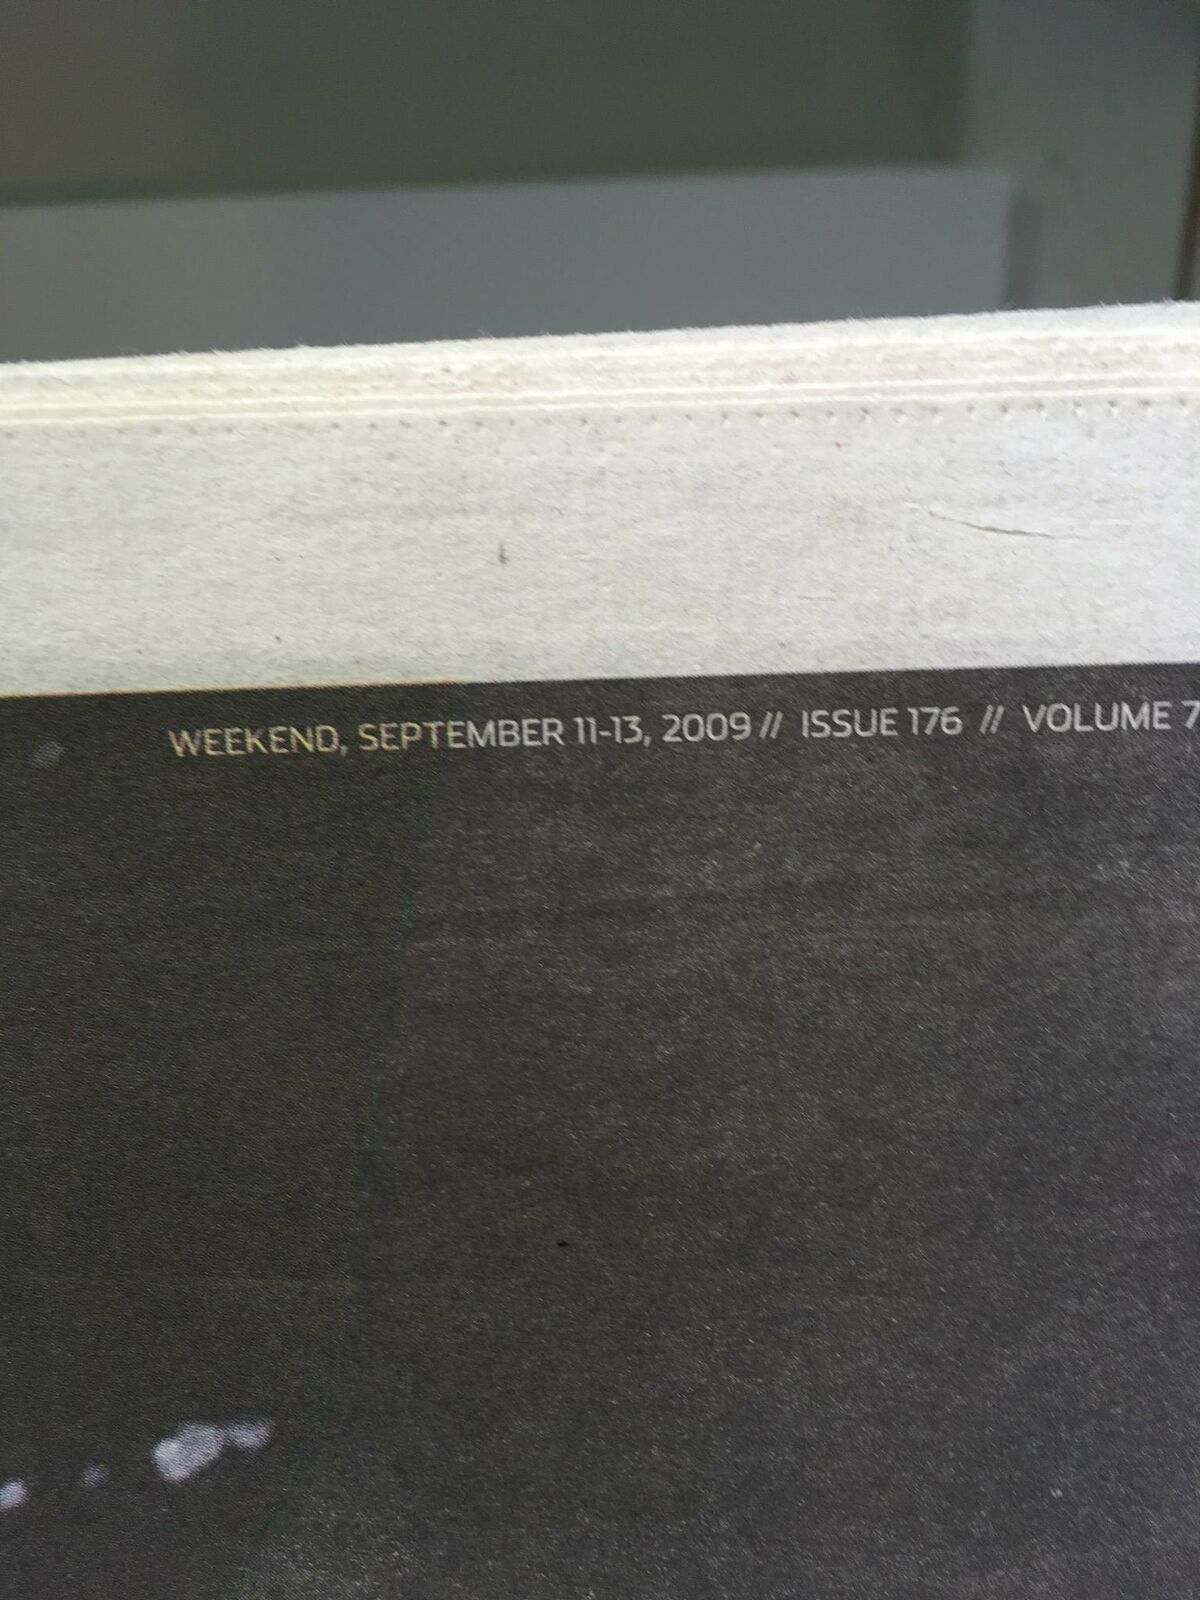 WEEKEND, SEPTEMBER 11-13, 2009 // ISSUE 176 // VOLUME 7